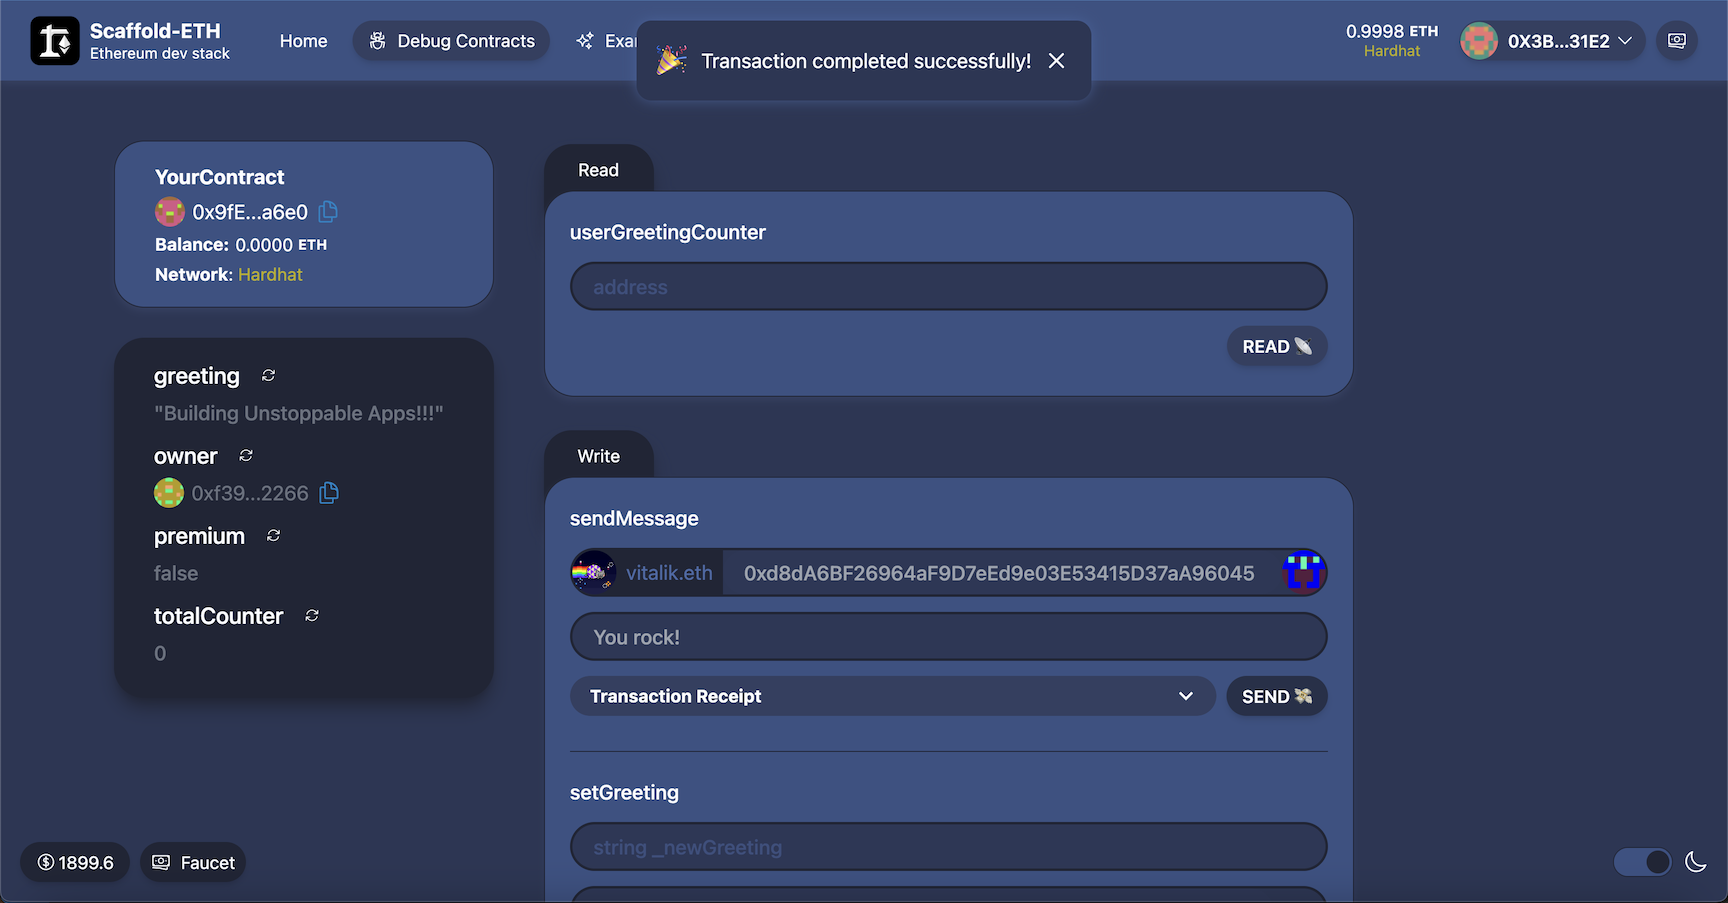 Scaffold-ETH
Ethereum dev stack
Home
Debug Contracts
Exa
Transaction completed successfully!
0.9998 ETH
Hardhat
0X3B...31E2
YourContract
0x9fE...a6e0
Balance: 0.0000 ETH
Network: Hardhat
greeting
"Building Unstoppable Apps!!!"
owner
0xf39...2266
premium
false
totalCounter
0
Read
userGreetingCounter
address
READ
Write
sendMessage
vitalik.eth
0xd8dA6BF26964aF9D7eEd9e03E53415D37aA96045
You rock!
Transaction Receipt
SEND
setGreeting
string _newGreeting
1899.6
Faucet